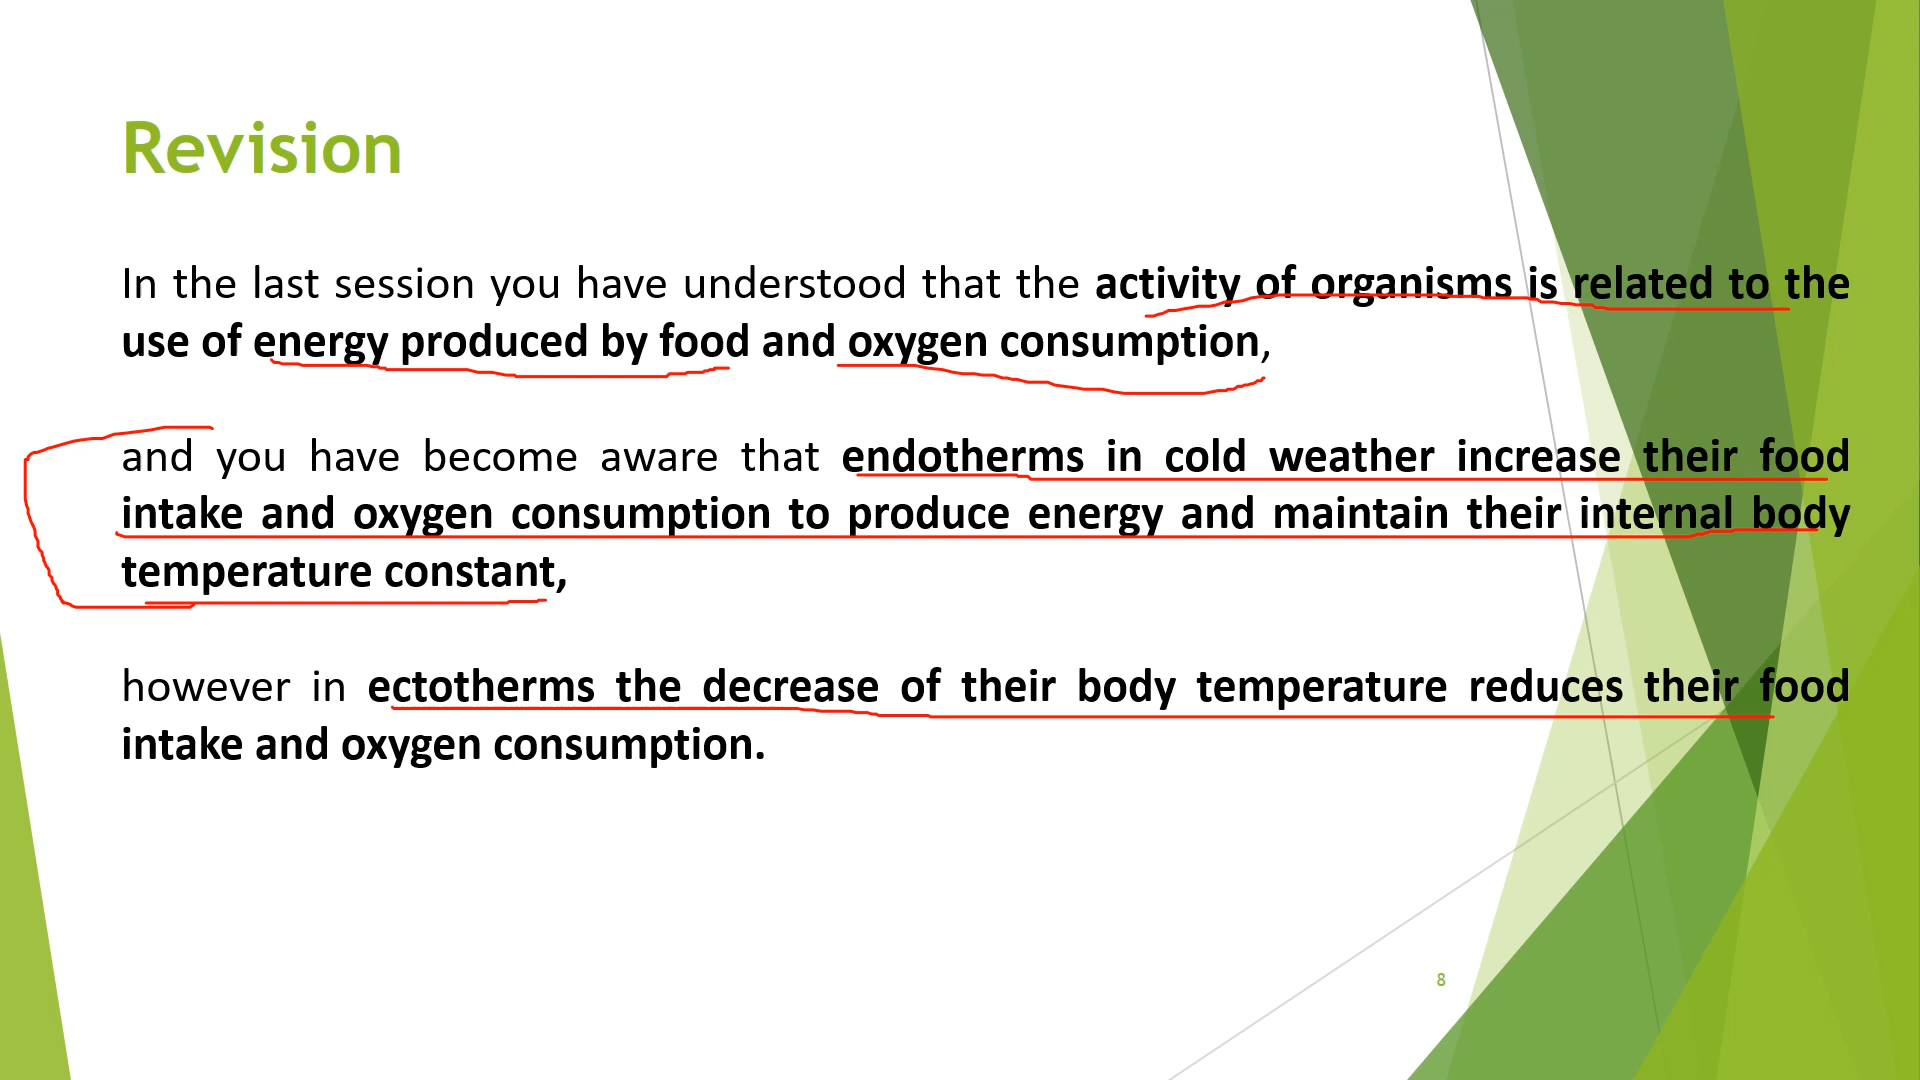 Revision
In the last session you have understood that the activity of organisms is related to the
use of energy produced by food and oxygen consumption,
and you have become aware that endotherms in cold weather increase their food
intake and oxygen consumption to produce energy and maintain their internal body
temperature constant,
however in ectotherms the decrease of their body temperature reduces their food
intake and oxygen consumption.
8